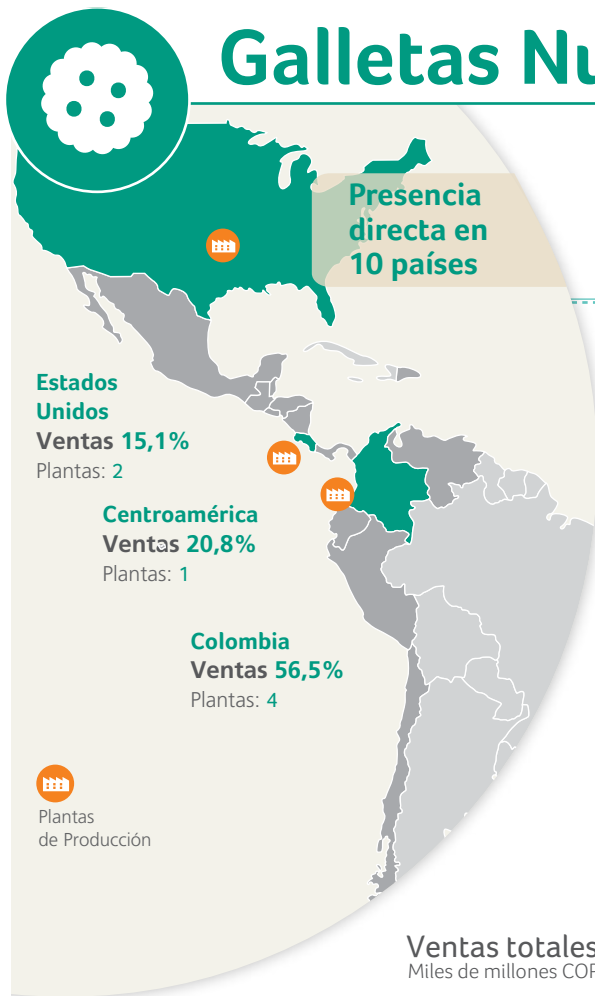 Galletas Nu
Presencia
directa en
10 países
Estados
Unidos
Ventas 15,1%
Plantas: 2
Centroamérica
Ventas 20,8%
Plantas: 1
Colombia
Ventas 56,5%
Plantas: 4
Plantas
de Producción
Ventas totales
Miles de millones COP